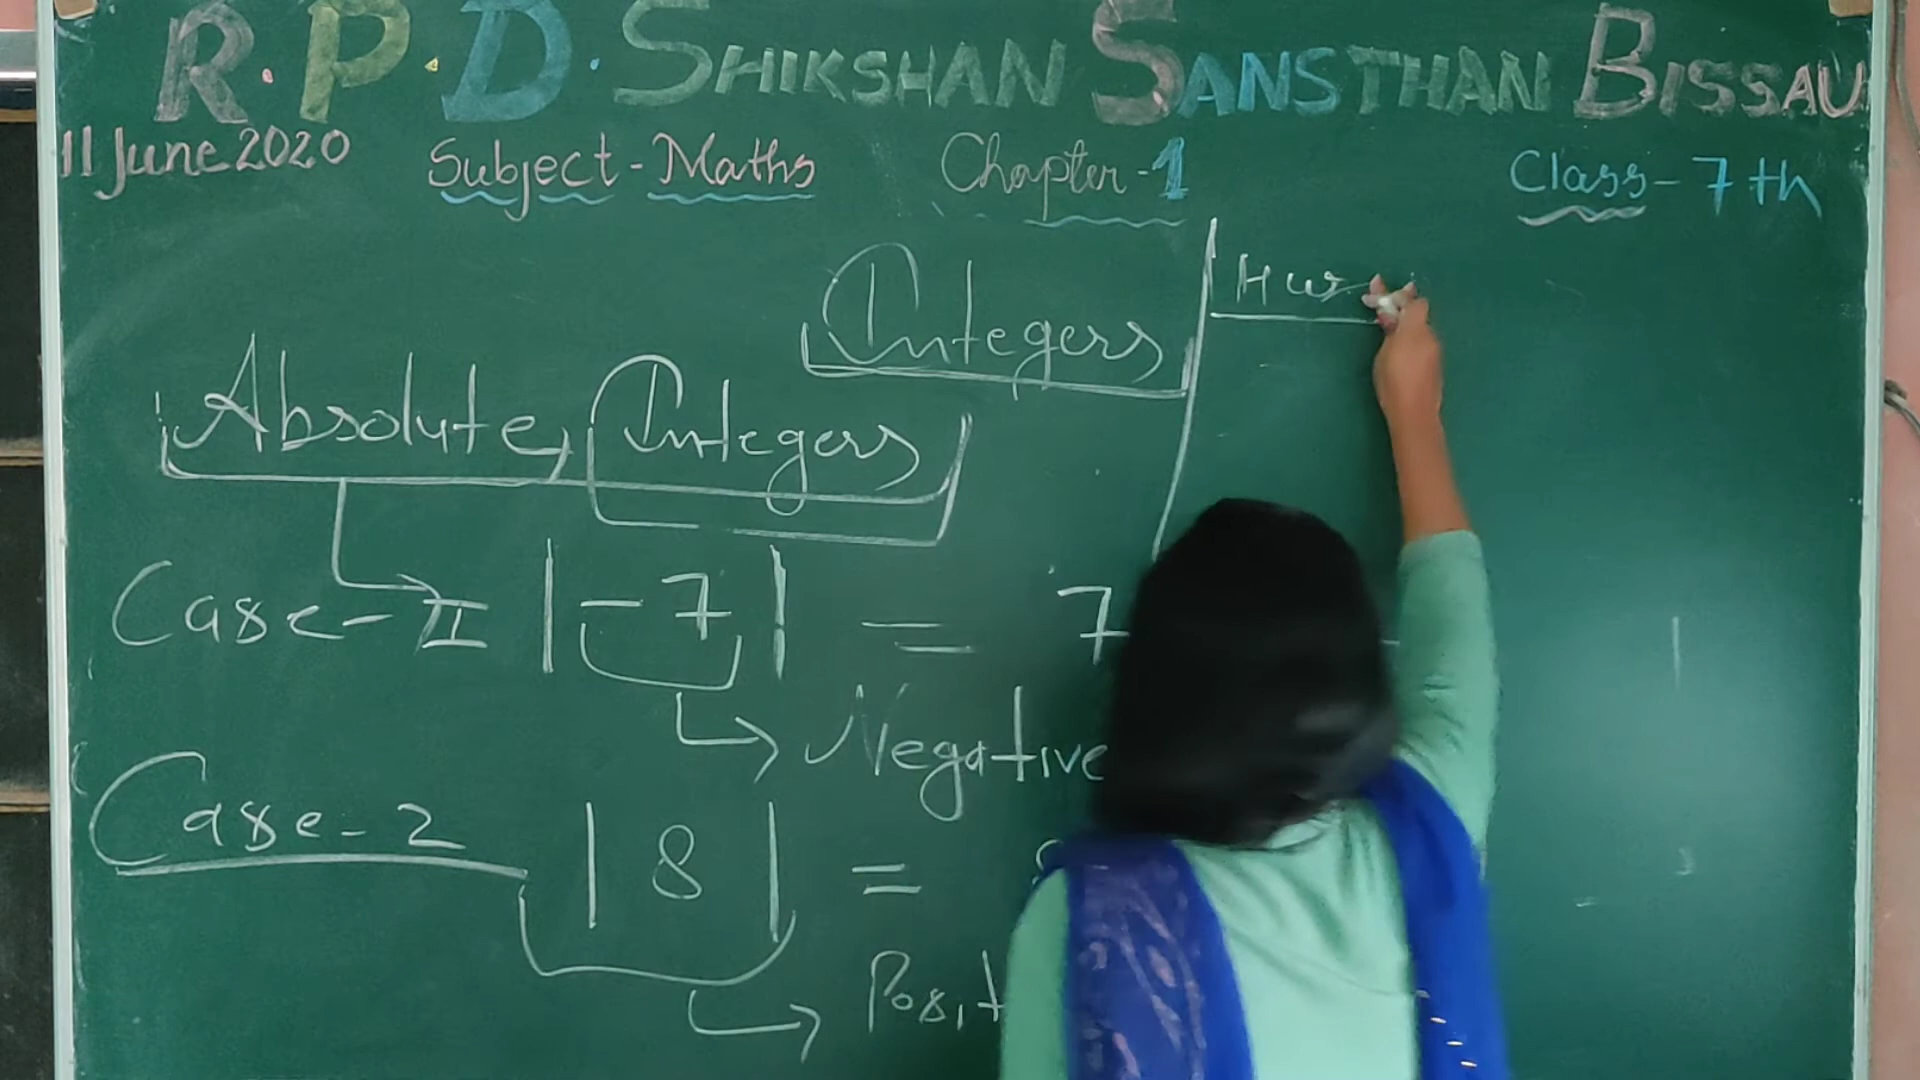 R.P.D. SHIKSHAN SANSTHAN BISSAU
11 June 2020 Subject - Maths Chapter - 1 Class - 7th
Integers
H w
Absolute Integers
Case - I |-7| = 7
Negative
Case - 2 |8| =